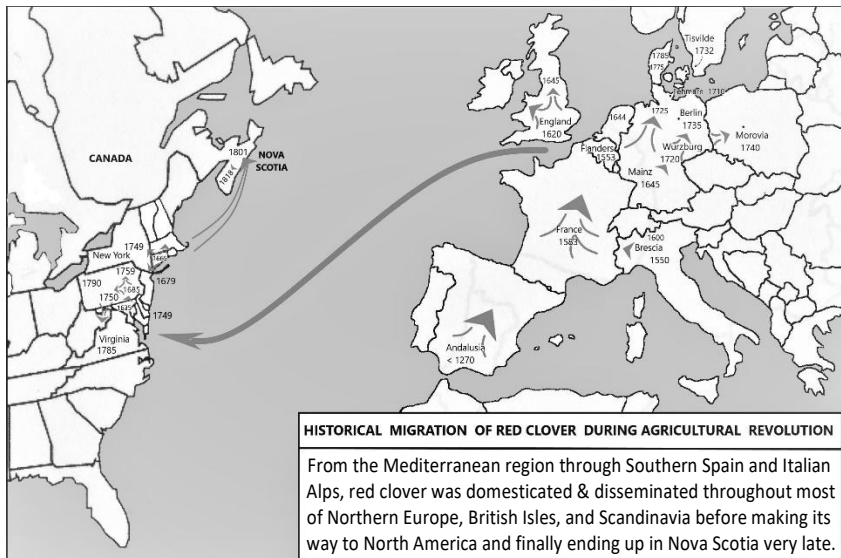 Tisvilde
1732
1789
1775
1645
England
1620
1644
1725
1710
Berlin
1735
Flanders
1553
Wurzburg
1720
Morovia
1740
Mainz
1645
France
1583
1600
Brescia
1550
Andalusia
< 1270
CANADA
1801
NOVA
SCOTIA
1818
1749
New York
1665
1759
1679
1790
1685
1750
1635
1749
Virginia
1785
HISTORICAL MIGRATION OF RED CLOVER DURING AGRICULTURAL REVOLUTION
From the Mediterranean region through Southern Spain and Italian
Alps, red clover was domesticated & disseminated throughout most
of Northern Europe, British Isles, and Scandinavia before making its
way to North America and finally ending up in Nova Scotia very late.